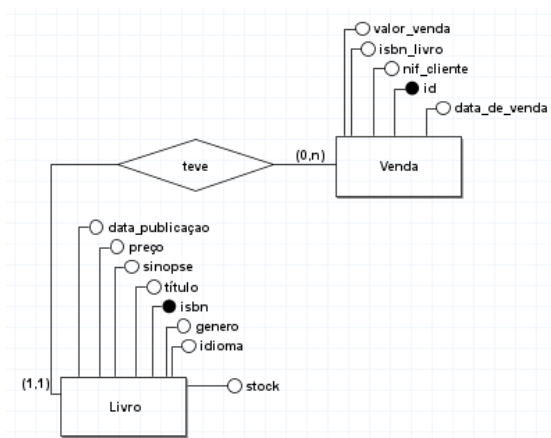 valor_venda
isbn_livro
nif_cliente
id
data_de_venda
(0,n)
teve
Venda
data_publicaçao
preço
sinopse
título
isbn
genero
idioma
(1,1)
stock
Livro